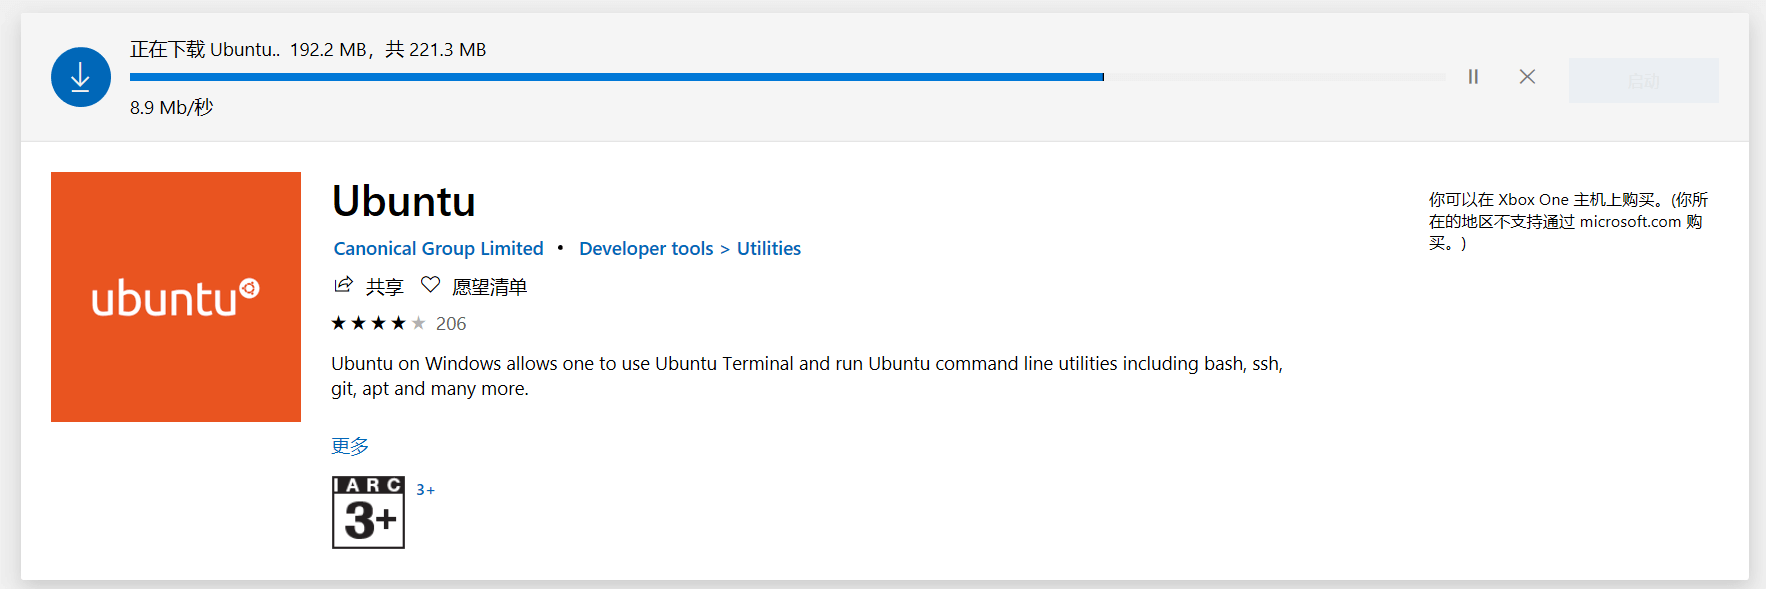 正在下载 Ubuntu.. 192.2 MB，共 221.3 MB
8.9 Mb/秒
启动
ubuntu
Ubuntu
Canonical Group Limited • Developer tools > Utilities
共享 愿望清单
206
Ubuntu on Windows allows one to use Ubuntu Terminal and run Ubuntu command line utilities including bash, ssh,
git, apt and many more.
更多
IARC
3+
3+
你可以在 Xbox One 主机上购买。(你所
在的地区不支持通过 microsoft.com 购
买。)